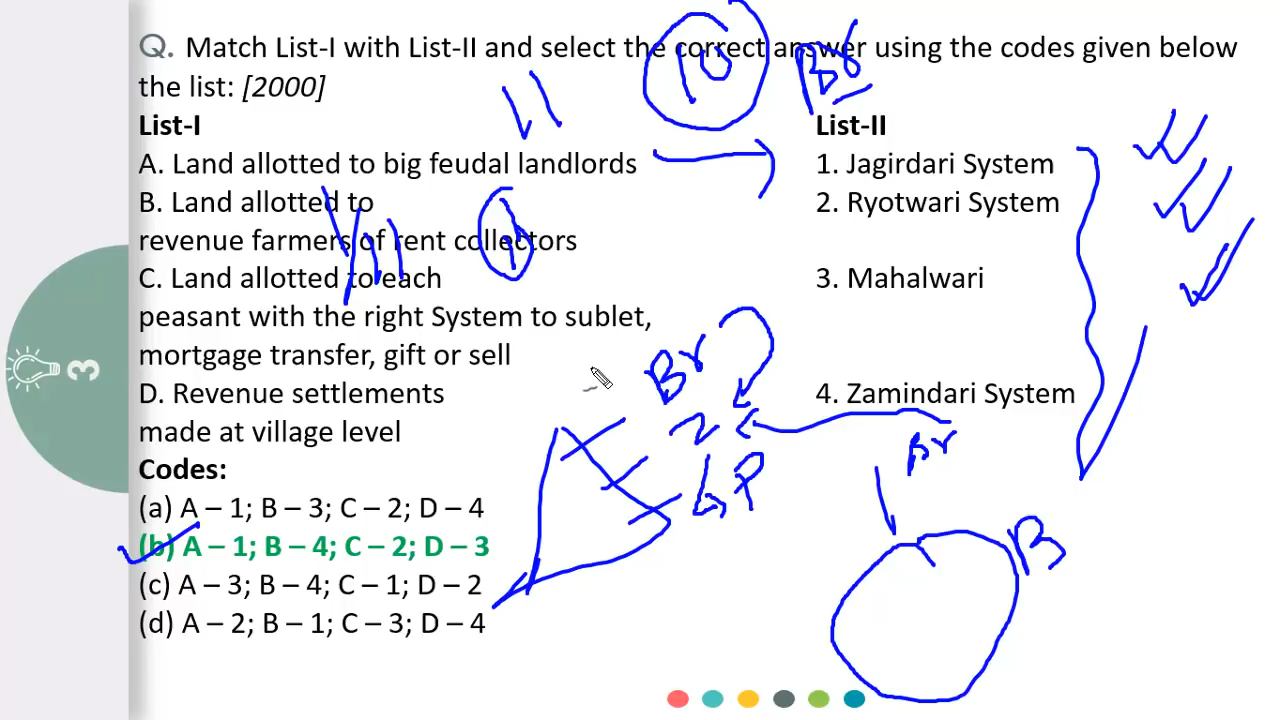 Q. Match List-I with List-II and select the correct answer using the codes given below
the list: [2000]
List-I List-II
A. Land allotted to big feudal landlords 1. Jagirdari System
B. Land allotted to 2. Ryotwari System
revenue farmers of rent collectors
C. Land allotted to each 3. Mahalwari
peasant with the right System to sublet,
mortgage transfer, gift or sell
D. Revenue settlements 4. Zamindari System
made at village level
Codes:
(a) A – 1; B – 3; C – 2; D – 4
(b) A – 1; B – 4; C – 2; D – 3
(c) A – 3; B – 4; C – 1; D – 2
(d) A – 2; B – 1; C – 3; D – 4
3
10
Br
Br
Z
Br
B